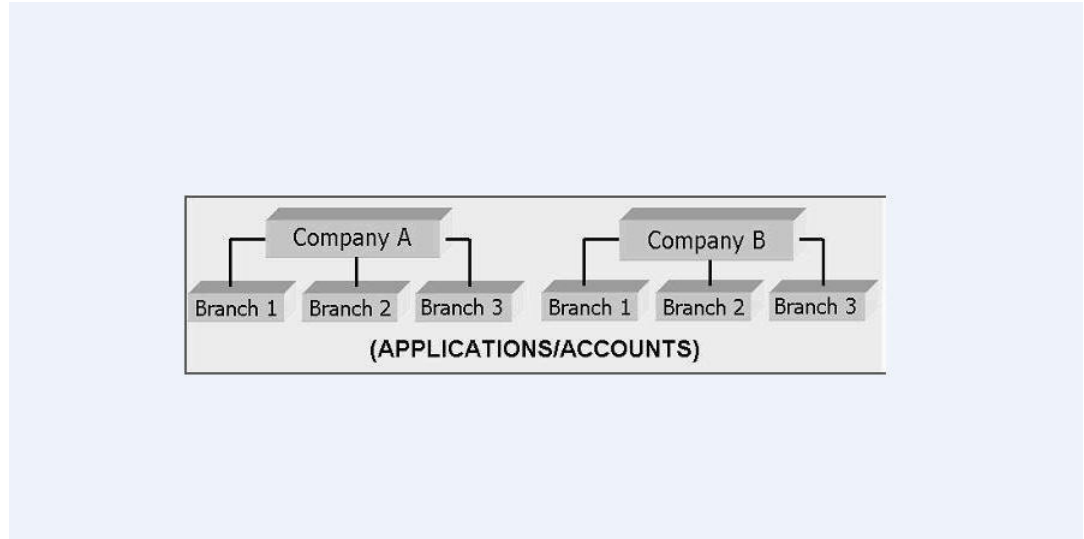 Company A
Company B
Branch 1
Branch 2
Branch 3
Branch 1
Branch 2
Branch 3
(APPLICATIONS/ACCOUNTS)